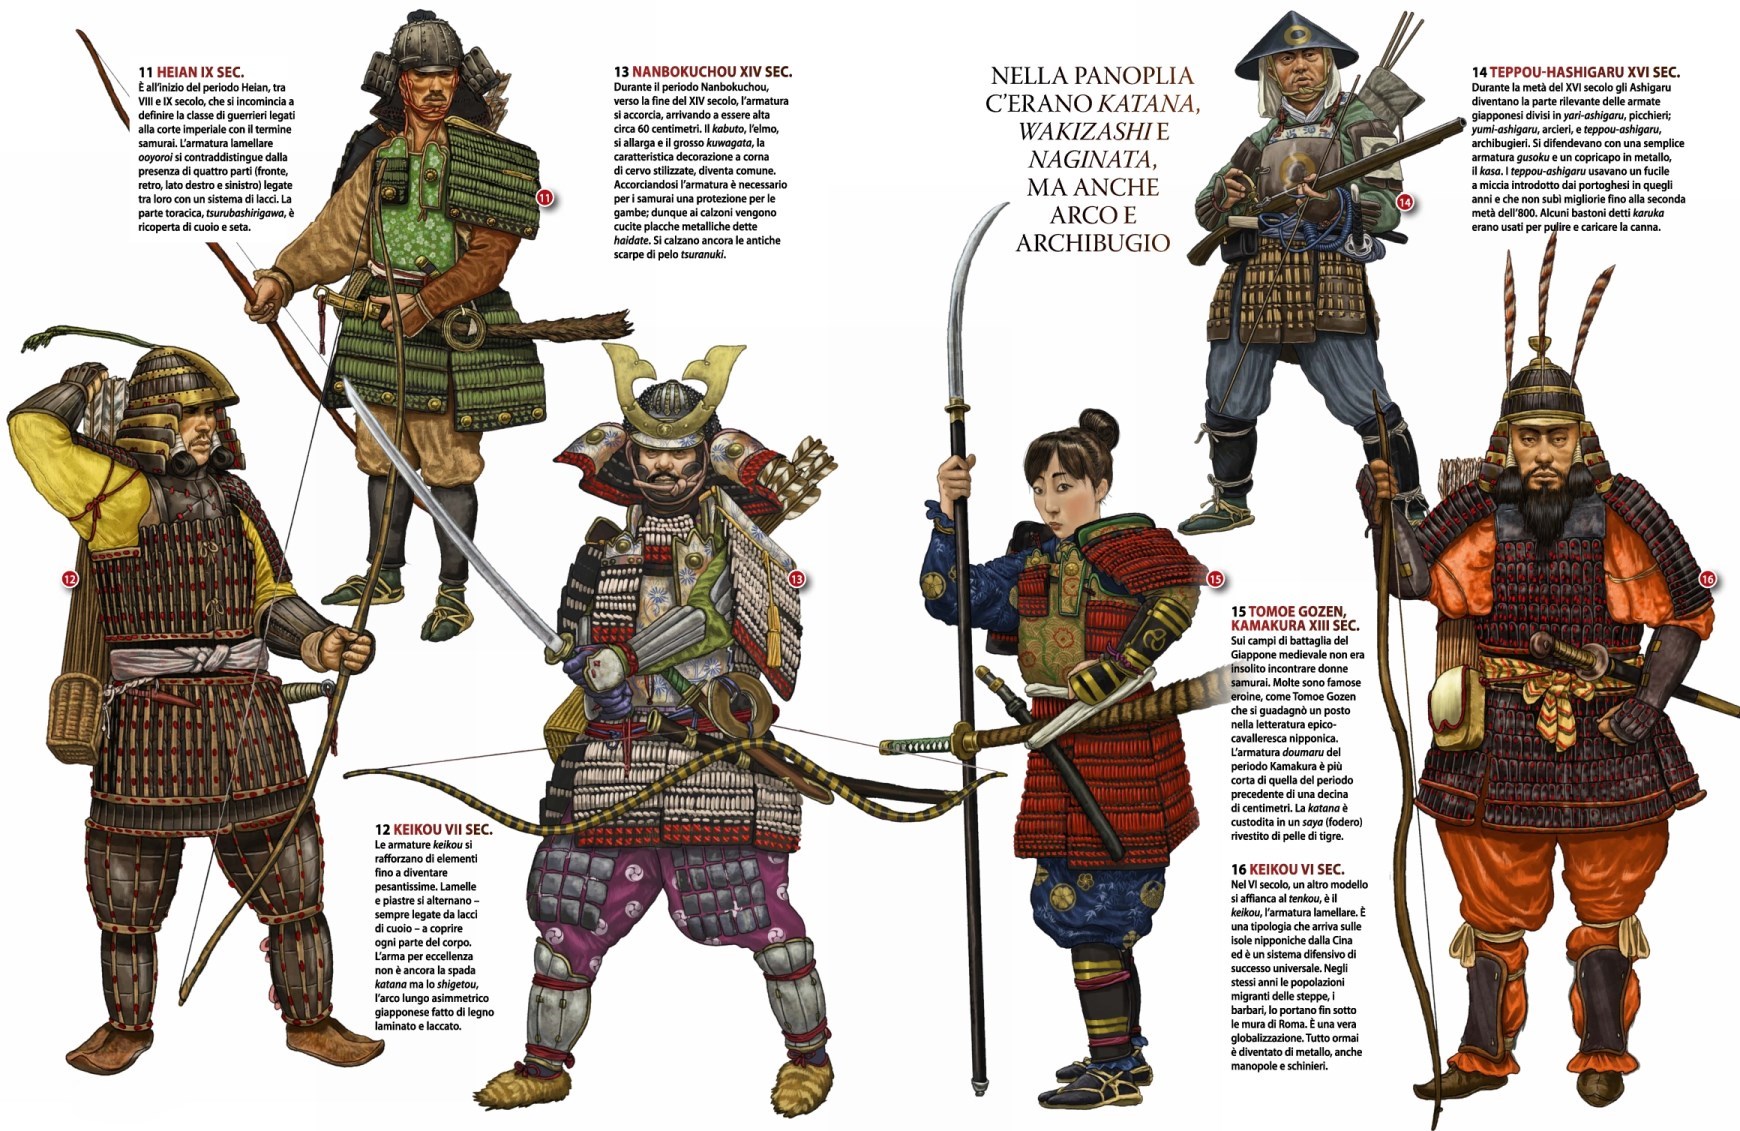 11 HEIAN IX SEC.
È all'inizio del periodo Heian, tra
VIII e IX secolo, che si incomincia a
definire la classe di guerrieri legati
alla corte imperiale con il termine
samurai. L'armatura lamellare
ooyoroi si contraddistingue dalla
presenza di quattro parti (fronte,
retro, lato destro e sinistro) legate
tra loro con un sistema di lacci. La
parte toracica, tsurubashirigawa, è
ricoperta di cuoio e seta.
13 NANBOKUCHOU XIV SEC.
Durante il periodo Nanbokuchou,
verso la fine del XIV secolo, l'armatura
si accorcia, arrivando a essere alta
circa 60 centimetri. Il kabuto, l'elmo,
si allarga e il grosso kuwagata, la
caratteristica decorazione a corna
di cervo stilizzate, diventa comune.
Accorciandosi l'armatura è necessario
per i samurai una protezione per le
gambe; dunque ai calzoni vengono
cucite placche metalliche dette
haidate. Si calzano ancora le antiche
scarpe di pelo tsuranuki.
NELLA PANOPLIA
C'ERANO KATANA,
WAKIZASHI E
NAGINATA,
MA ANCHE
ARCO E
ARCHIBUGIO
14 TEPPOU-HASHIGARU XVI SEC.
Durante la metà del XVI secolo gli Ashigaru
diventano la parte rilevante delle armate
giapponesi divisi in yari-ashigaru, picchieri;
yumi-ashigaru, arcieri, e teppou-ashigaru,
archibugieri. Si difendevano con una semplice
armatura gusoku e un copricapo in metallo,
il kasa. I teppou-ashigaru usavano un fucile
a miccia introdotto dai portoghesi in quegli
anni e che non subì migliorie fino alla seconda
metà dell'800. Alcuni bastoni detti karuka
erano usati per pulire e caricare la canna.
11
14
12
13
15
16
15 TOMOE GOZEN,
KAMAKURA XIII SEC.
Sui campi di battaglia del
Giappone medievale non era
insolito incontrare donne
samurai. Molte sono famose
eroine, come Tomoe Gozen
che si guadagnò un posto
nella letteratura epico-
cavalleresca nipponica.
L'armatura doumaru del
periodo Kamakura è più
corta di quella del periodo
precedente di una decina
di centimetri. La katana è
custodita in un saya (fodero)
rivestito di pelle di tigre.
12 KEIKOU VII SEC.
Le armature keikou si
rafforzano di elementi
fino a diventare
pesantissime. Lamelle
e piastre si alternano –
sempre legate da lacci
di cuoio – a coprire
ogni parte del corpo.
L'arma per eccellenza
non è ancora la spada
katana ma lo shigetou,
l'arco lungo asimmetrico
giapponese fatto di legno
laminato e laccato.
16 KEIKOU VI SEC.
Nel VI secolo, un altro modello
si affianca al tenkou, è il
keikou, l'armatura lamellare. È
una tipologia che arriva sulle
isole nipponiche dalla Cina
ed è un sistema difensivo di
successo universale. Negli
stessi anni le popolazioni
migranti delle steppe, i
barbari, lo portano fin sotto
le mura di Roma. È una vera
globalizzazione. Tutto ormai
è diventato di metallo, anche
manopole e schinieri.